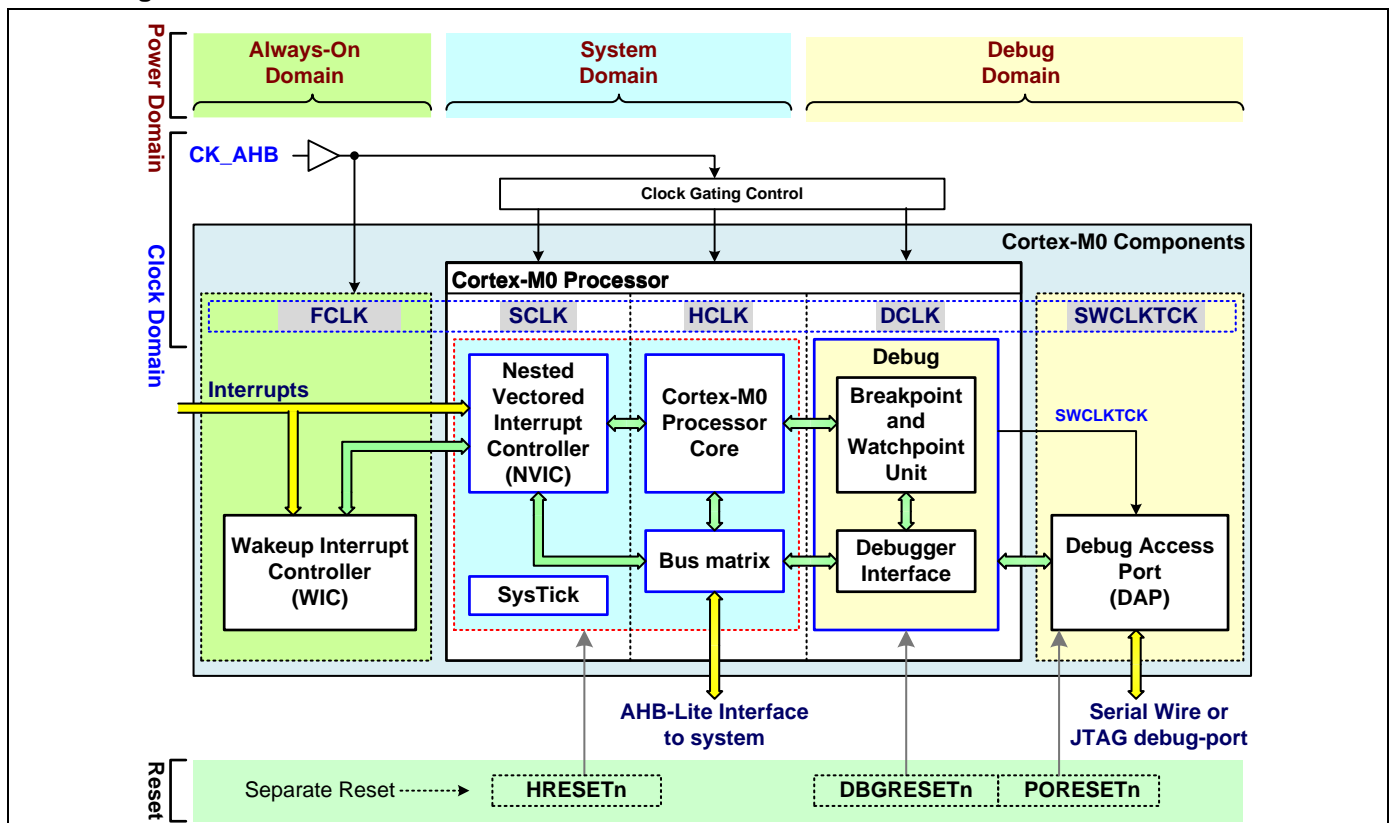 Power Domain
Always-On
Domain
System
Domain
Debug
Domain
Clock Domain
CK_AHB
Clock Gating Control
Cortex-M0 Components
Cortex-M0 Processor
FCLK
SCLK
HCLK
DCLK
SWCLKTCK
Interrupts
Nested
Vectored
Interrupt
Controller
(NVIC)
Cortex-M0
Processor
Core
Debug
Breakpoint
and
Watchpoint
Unit
SWCLKTCK
Wakeup Interrupt
Controller
(WIC)
SysTick
Bus matrix
Debugger
Interface
Debug Access
Port
(DAP)
AHB-Lite Interface
to system
Serial Wire or
JTAG debug-port
Reset
Separate Reset
HRESETn
DBGRESETn
PORESETn